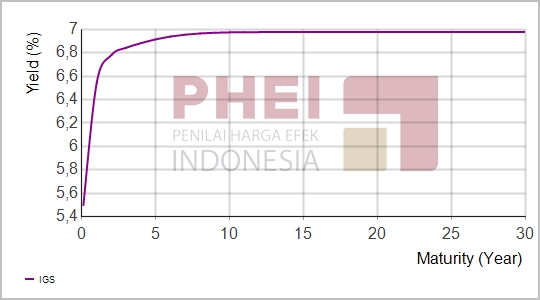 Yield (%)
7
6,8
6,6
6,4
6,2
6
5,8
5,6
5,4
0
5
10
15
20
25
30
Maturity (Year)
PHEI
PENILAI HARGA EFEK
INDONESIA
IGS